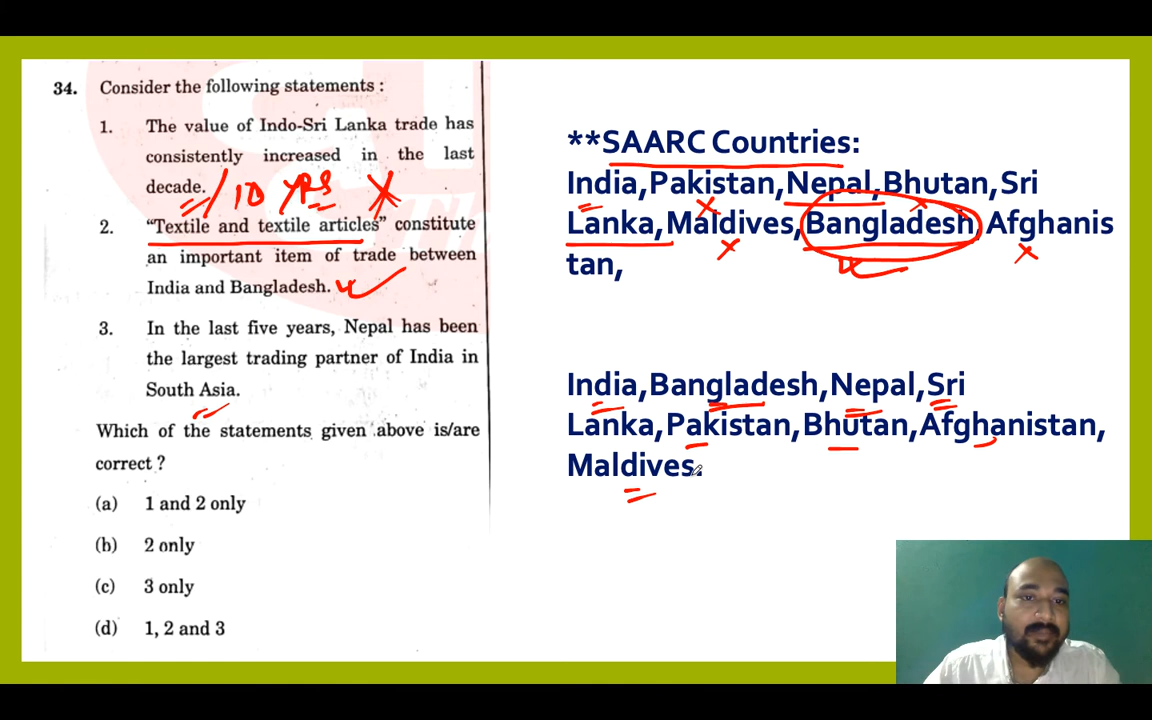 34. Consider the following statements :
1. The value of Indo-Sri Lanka trade has
consistently increased in the last
decade. / 10 yrs
2. “Textile and textile articles” constitute
an important item of trade between
India and Bangladesh.
3. In the last five years, Nepal has been
the largest trading partner of India in
South Asia.
Which of the statements given above is/are
correct ?
(a) 1 and 2 only
(b) 2 only
(c) 3 only
(d) 1, 2 and 3
**SAARC Countries:
India,Pakistan,Nepal,Bhutan,Sri
Lanka,Maldives,Bangladesh,Afghanis
tan,
India,Bangladesh,Nepal,Sri
Lanka,Pakistan,Bhutan,Afghanistan,
Maldives.